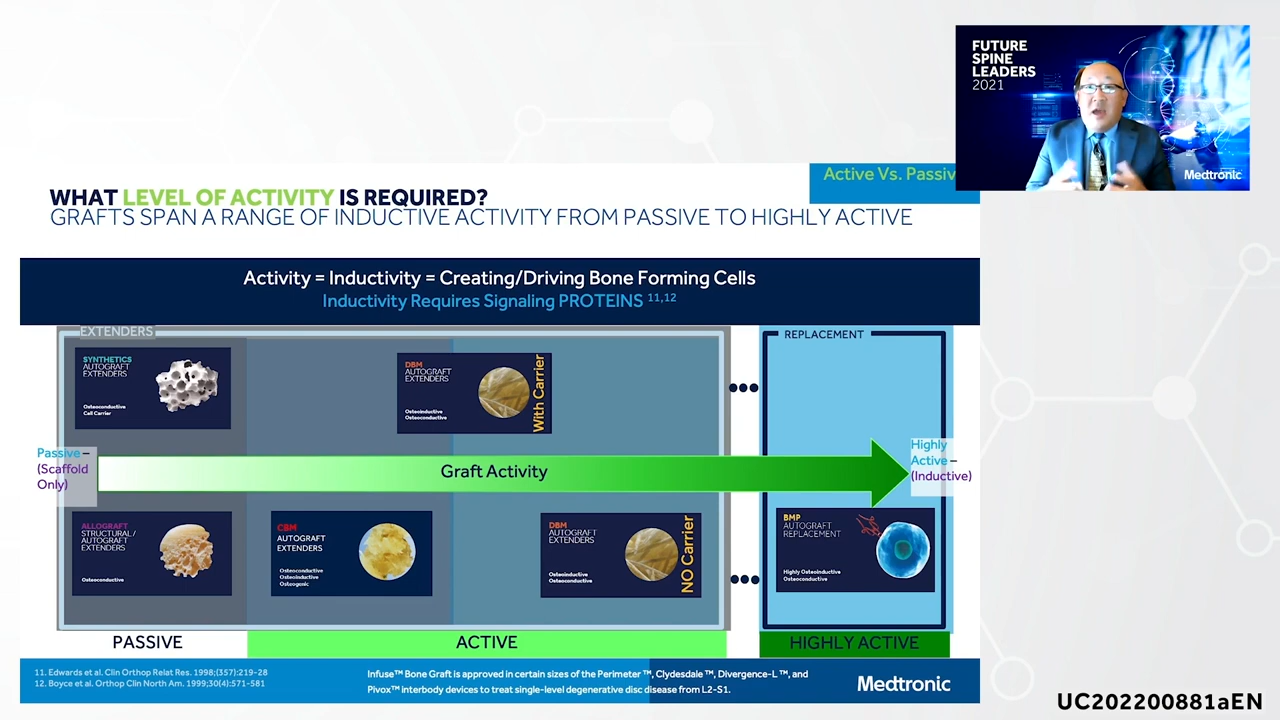 FUTURE
SPINE
LEADERS
2021
Medtronic
Active Vs. Passiv
WHAT LEVEL OF ACTIVITY IS REQUIRED?
GRAFTS SPAN A RANGE OF INDUCTIVE ACTIVITY FROM PASSIVE TO HIGHLY ACTIVE
Activity = Inductivity = Creating/Driving Bone Forming Cells
Inductivity Requires Signaling PROTEINS 11,12
EXTENDERS
REPLACEMENT
SYNTHETICS
AUTOGRAFT
EXTENDERS
Osteoconductive
Cell Carrier
DBM
AUTOGRAFT
EXTENDERS
Osteoinductive
Osteoconductive
With Carrier
Passive –
(Scaffold
Only)
Graft Activity
Highly
Active –
(Inductive)
ALLOGRAFT
STRUCTURAL/
AUTOGRAFT
EXTENDERS
Osteoconductive
CBM
AUTOGRAFT
EXTENDERS
Osteoconductive
Osteoinductive
Osteogenic
DBM
AUTOGRAFT
EXTENDERS
Osteoinductive
Osteoconductive
NO Carrier
BMP
AUTOGRAFT
REPLACEMENT
Highly Osteoinductive
Osteoconductive
PASSIVE
ACTIVE
HIGHLY ACTIVE
11. Edwards et al. Clin Orthop Relat Res. 1998;(357):219-28
12. Boyce et al. Orthop Clin North Am. 1999;30(4):571-581
Infuse™ Bone Graft is approved in certain sizes of the Perimeter ™, Clydesdale ™, Divergence-L ™, and
Pivox™ interbody devices to treat single-level degenerative disc disease from L2-S1.
Medtronic
UC202200881aEN